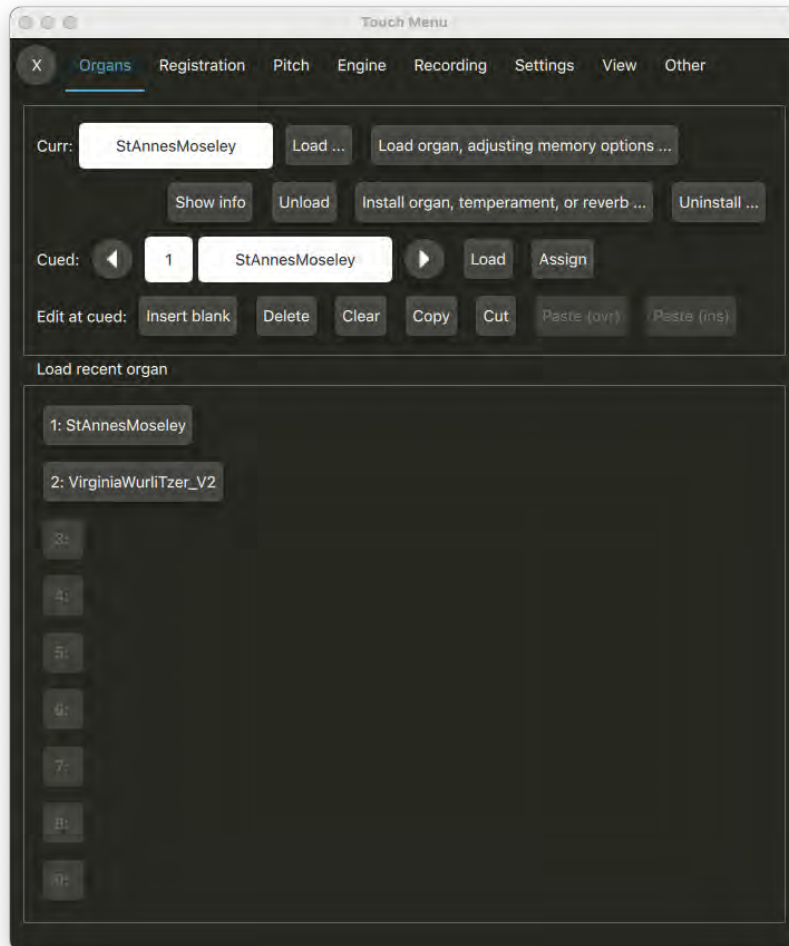 Touch Menu
X Organs Registration Pitch Engine Recording Settings View Other
Curr: StAnnesMoseley Load ... Load organ, adjusting memory options ...
Show info Unload Install organ, temperament, or reverb ... Uninstall ...
Cued: 1 StAnnesMoseley Load Assign
Edit at cued: Insert blank Delete Clear Copy Cut Paste (ovr) Paste (ins)
Load recent organ
1: StAnnesMoseley
2: VirginiaWurliTzer_V2
3:
4:
5:
6:
7:
8:
9: